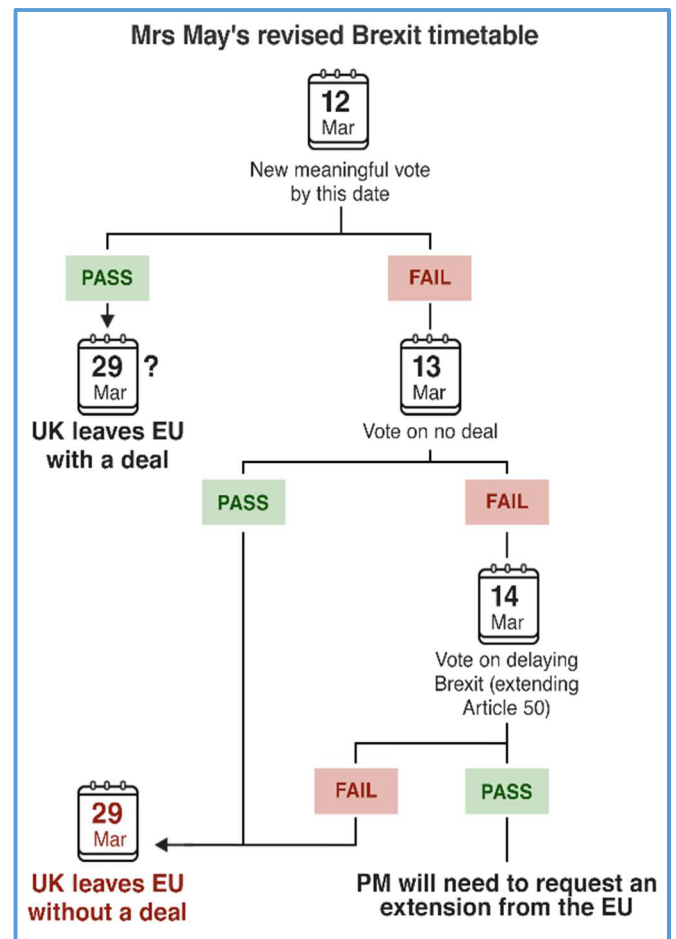 Mrs May's revised Brexit timetable
12
Mar
New meaningful vote
by this date
PASS
FAIL
29 ?
Mar
13
Mar
UK leaves EU
with a deal
Vote on no deal
PASS
FAIL
14
Mar
Vote on delaying
Brexit (extending
Article 50)
FAIL
PASS
29
Mar
UK leaves EU
without a deal
PM will need to request an
extension from the EU